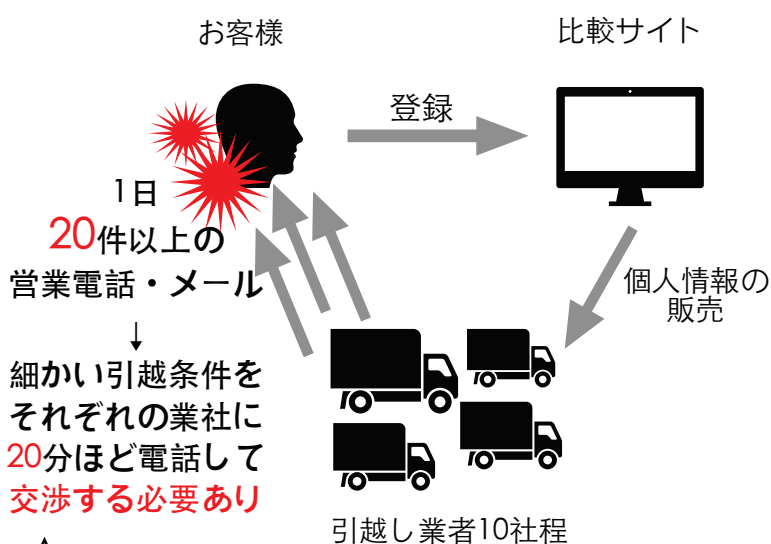 お客様
比較サイト
登録
1日
20件以上の
営業電話・メール
↓
細かい引越条件を
それぞれの業社に
20分ほど電話して
交渉する必要あり
個人情報の
販売
引越し業者10社程